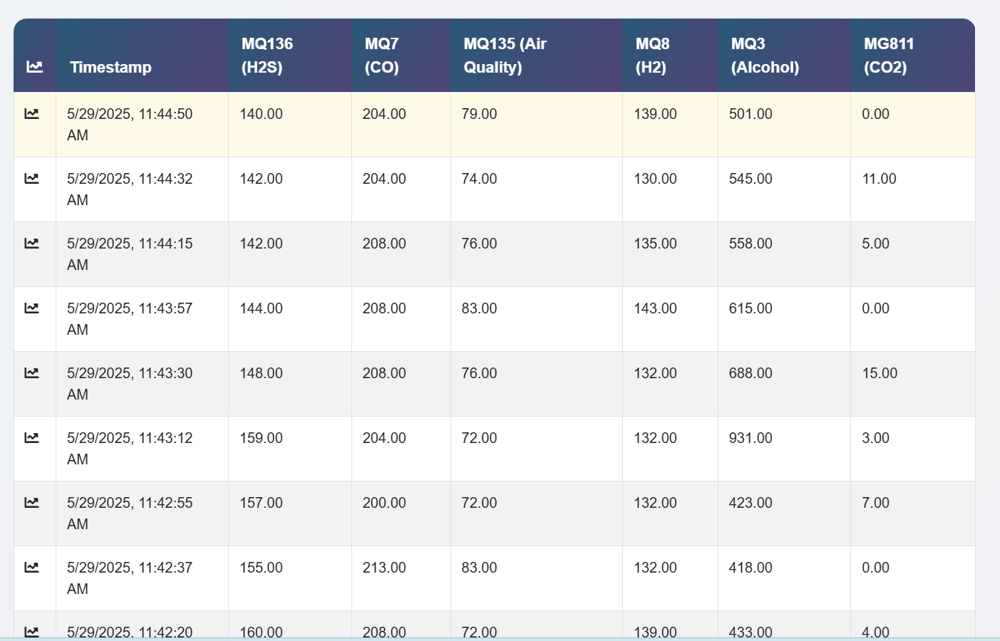 Timestamp MQ136 (H2S) MQ7 (CO) MQ135 (Air Quality) MQ8 (H2) MQ3 (Alcohol) MG811 (CO2)
5/29/2025, 11:44:50 AM 140.00 204.00 79.00 139.00 501.00 0.00
5/29/2025, 11:44:32 AM 142.00 204.00 74.00 130.00 545.00 11.00
5/29/2025, 11:44:15 AM 142.00 208.00 76.00 135.00 558.00 5.00
5/29/2025, 11:43:57 AM 144.00 208.00 83.00 143.00 615.00 0.00
5/29/2025, 11:43:30 AM 148.00 208.00 76.00 132.00 688.00 15.00
5/29/2025, 11:43:12 AM 159.00 204.00 72.00 132.00 931.00 3.00
5/29/2025, 11:42:55 AM 157.00 200.00 72.00 132.00 423.00 7.00
5/29/2025, 11:42:37 AM 155.00 213.00 83.00 132.00 418.00 0.00
5/29/2025, 11:42:20 160.00 208.00 72.00 139.00 433.00 4.00